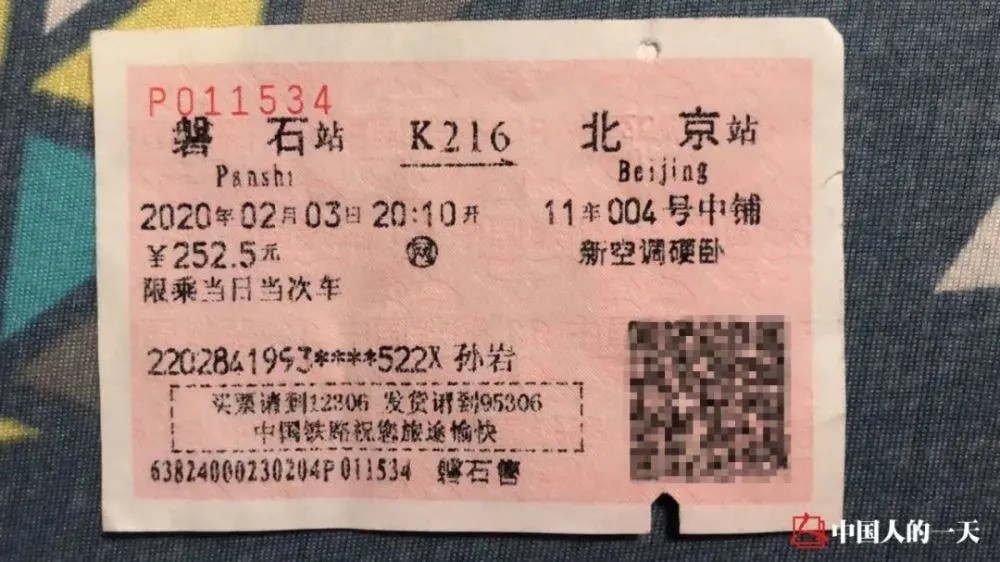 P011534
磐石站 K216 北京站
Panshi Beijing
2020年02月03日 20:10开 11车004号中铺
￥252.5元 网 新空调硬卧
限乘当日当次车
2202841993****522X 孙岩
买票请到12306 发货请到95306
中国铁路祝您旅途愉快
63824000230204P011534 磐石售
中国人的一天